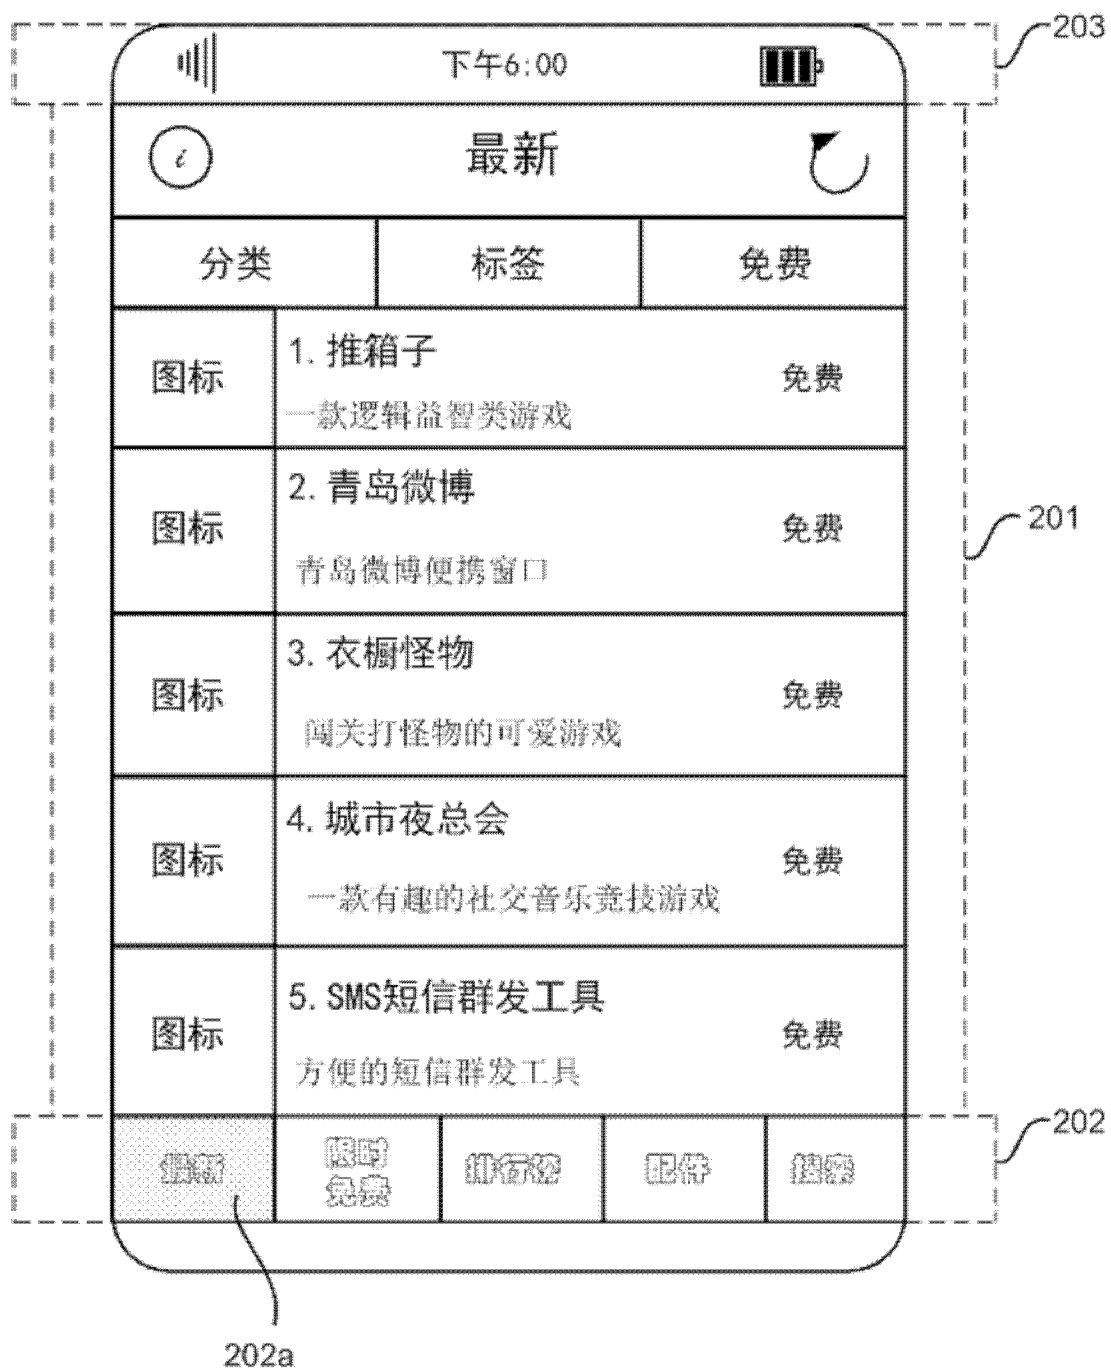 203
下午6:00
i
最新
分类 标签 免费
图标
1. 推箱子
一款逻辑益智类游戏
免费
201
图标
2. 青岛微博
青岛微博便携窗口
免费
图标
3. 衣橱怪物
闯关打怪物的可爱游戏
免费
图标
4. 城市夜总会
一款有趣的社交音乐竞技游戏
免费
图标
5. SMS短信群发工具
方便的短信群发工具
免费
202
最新 限时 排行榜 配件 搜索
免费
202a